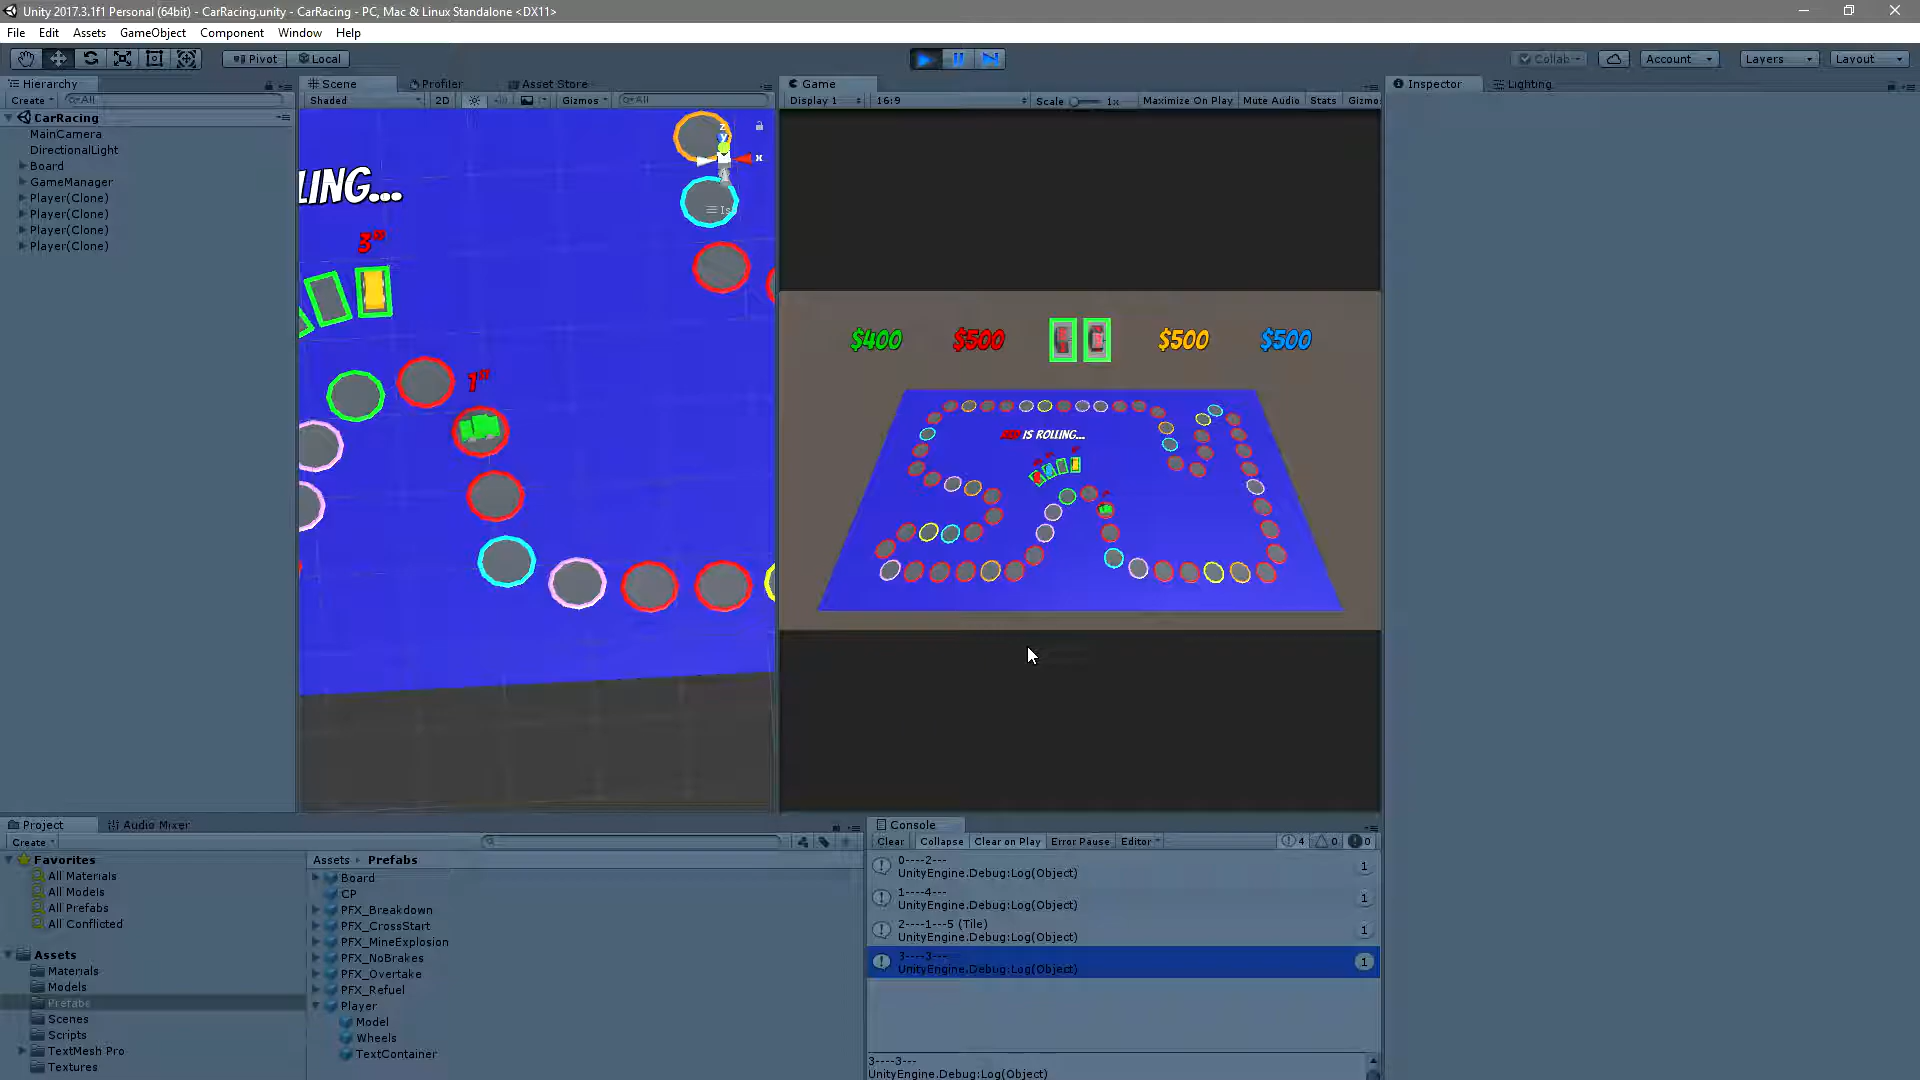 Unity 2017.3.1f1 Personal (64bit) - CarRacing.unity - CarRacing - PC, Mac & Linux Standalone <DX11>
File Edit Assets GameObject Component Window Help
Pivot Local
Collab Account Layers Layout
Hierarchy
Create All
CarRacing
MainCamera
DirectionalLight
Board
GameManager
Player(Clone)
Player(Clone)
Player(Clone)
Player(Clone)
Scene Profiler Asset Store
Shaded 2D Gizmos All
z
y
x
LING...
3rd
1st
Game
Display 1 16:9 Scale 1x Maximize On Play Mute Audio Stats Gizmos
$400 $500 $500 $500
RED IS ROLLING...
Inspector Lighting
Project Audio Mixer
Create
Favorites
All Materials
All Models
All Prefabs
All Conflicted
Assets
Materials
Models
Prefabs
Scenes
Scripts
TextMesh Pro
Textures
Assets Prefabs
Board
CP
PFX_Breakdown
PFX_CrossStart
PFX_MineExplosion
PFX_NoBrakes
PFX_Overtake
PFX_Refuel
Player
Model
Wheels
TextContainer
Console
Clear Collapse Clear on Play Error Pause Editor 4 0 0
0----2---
UnityEngine.Debug:Log(Object) 1
1----4---
UnityEngine.Debug:Log(Object) 1
2----1---5 (Tile)
UnityEngine.Debug:Log(Object) 1
3----3---
UnityEngine.Debug:Log(Object) 1
3----3---
UnityEngine.Debug:Log(Object)